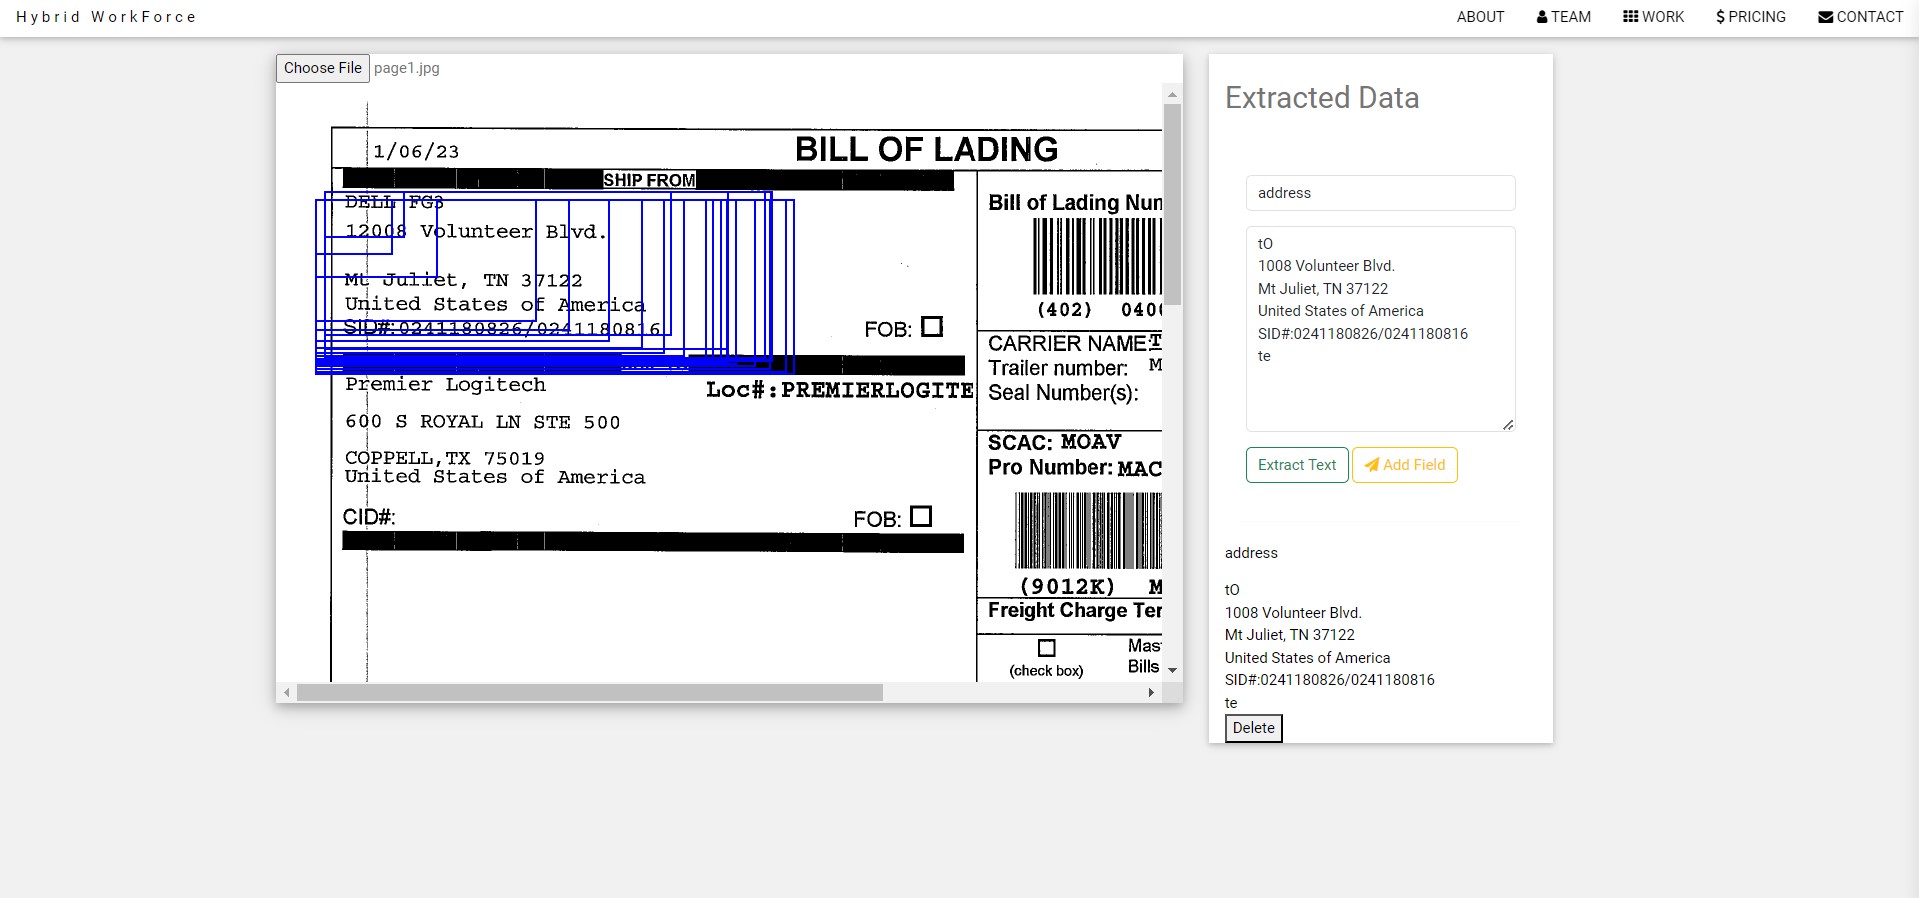 Hybrid WorkForce
ABOUT
TEAM
WORK
PRICING
CONTACT
Choose File page1.jpg
1/06/23
BILL OF LADING
SHIP FROM
DELL FG3
12008 Volunteer Blvd.
Mt Juliet, TN 37122
United States of America
SID#:0241180826/0241180816
FOB:
Premier Logitech
Loc#:PREMIERLOGITE
600 S ROYAL LN STE 500
COPPELL,TX 75019
United States of America
CID#:
FOB:
Bill of Lading Num
(402) 040
CARRIER NAME:
Trailer number: M
Seal Number(s):
SCAC: MOAV
Pro Number: MAC
(9012K) M
Freight Charge Ter
Mas
(check box)
Bills
Extracted Data
address
tO
1008 Volunteer Blvd.
Mt Juliet, TN 37122
United States of America
SID#:0241180826/0241180816
te
Extract Text
Add Field
address
tO
1008 Volunteer Blvd.
Mt Juliet, TN 37122
United States of America
SID#:0241180826/0241180816
te
Delete